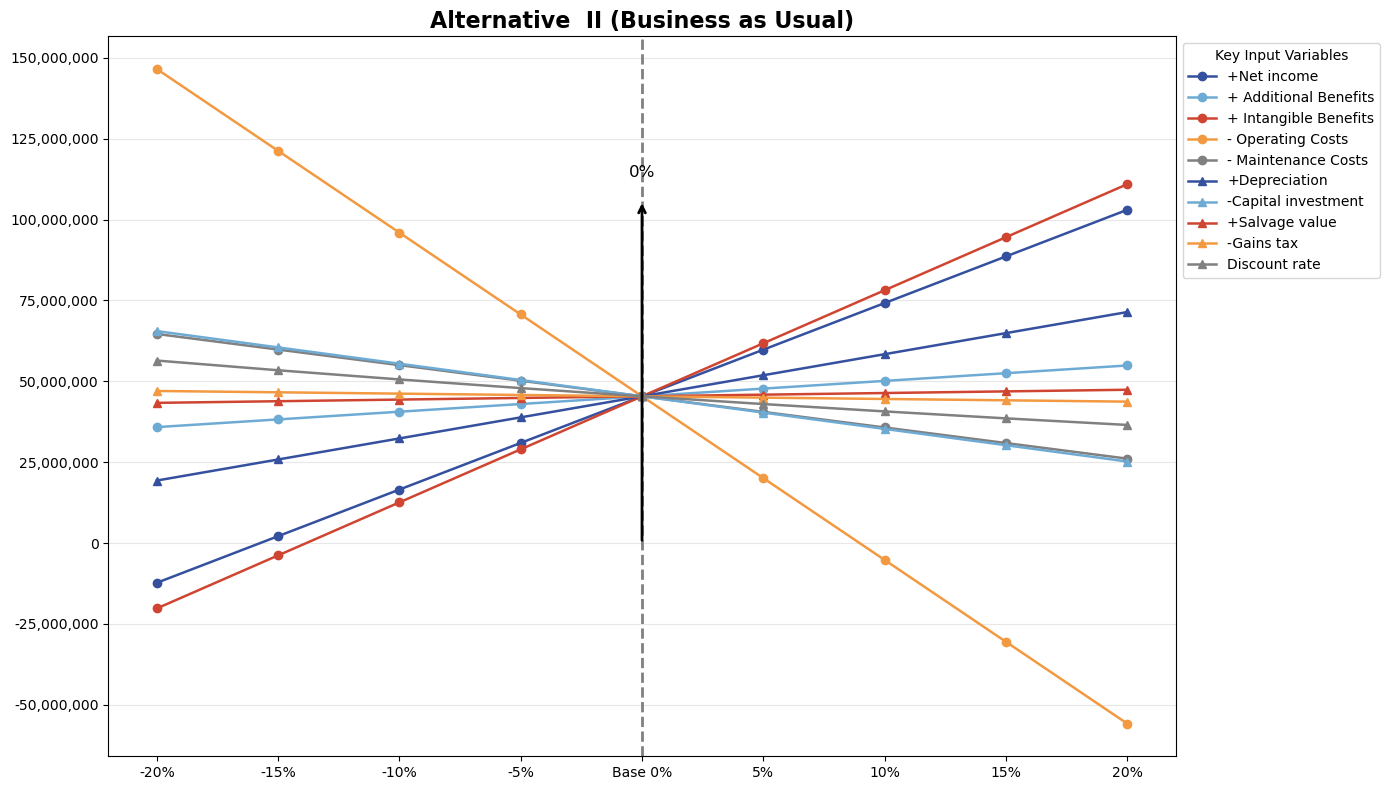 Alternative  II (Business as Usual)
150,000,000
125,000,000
100,000,000
75,000,000
50,000,000
25,000,000
0
-25,000,000
-50,000,000
0%
-20%
-15%
-10%
-5%
Base 0%
5%
10%
15%
20%
Key Input Variables
+Net income
+ Additional Benefits
+ Intangible Benefits
- Operating Costs
- Maintenance Costs
+Depreciation
-Capital investment
+Salvage value
-Gains tax
Discount rate